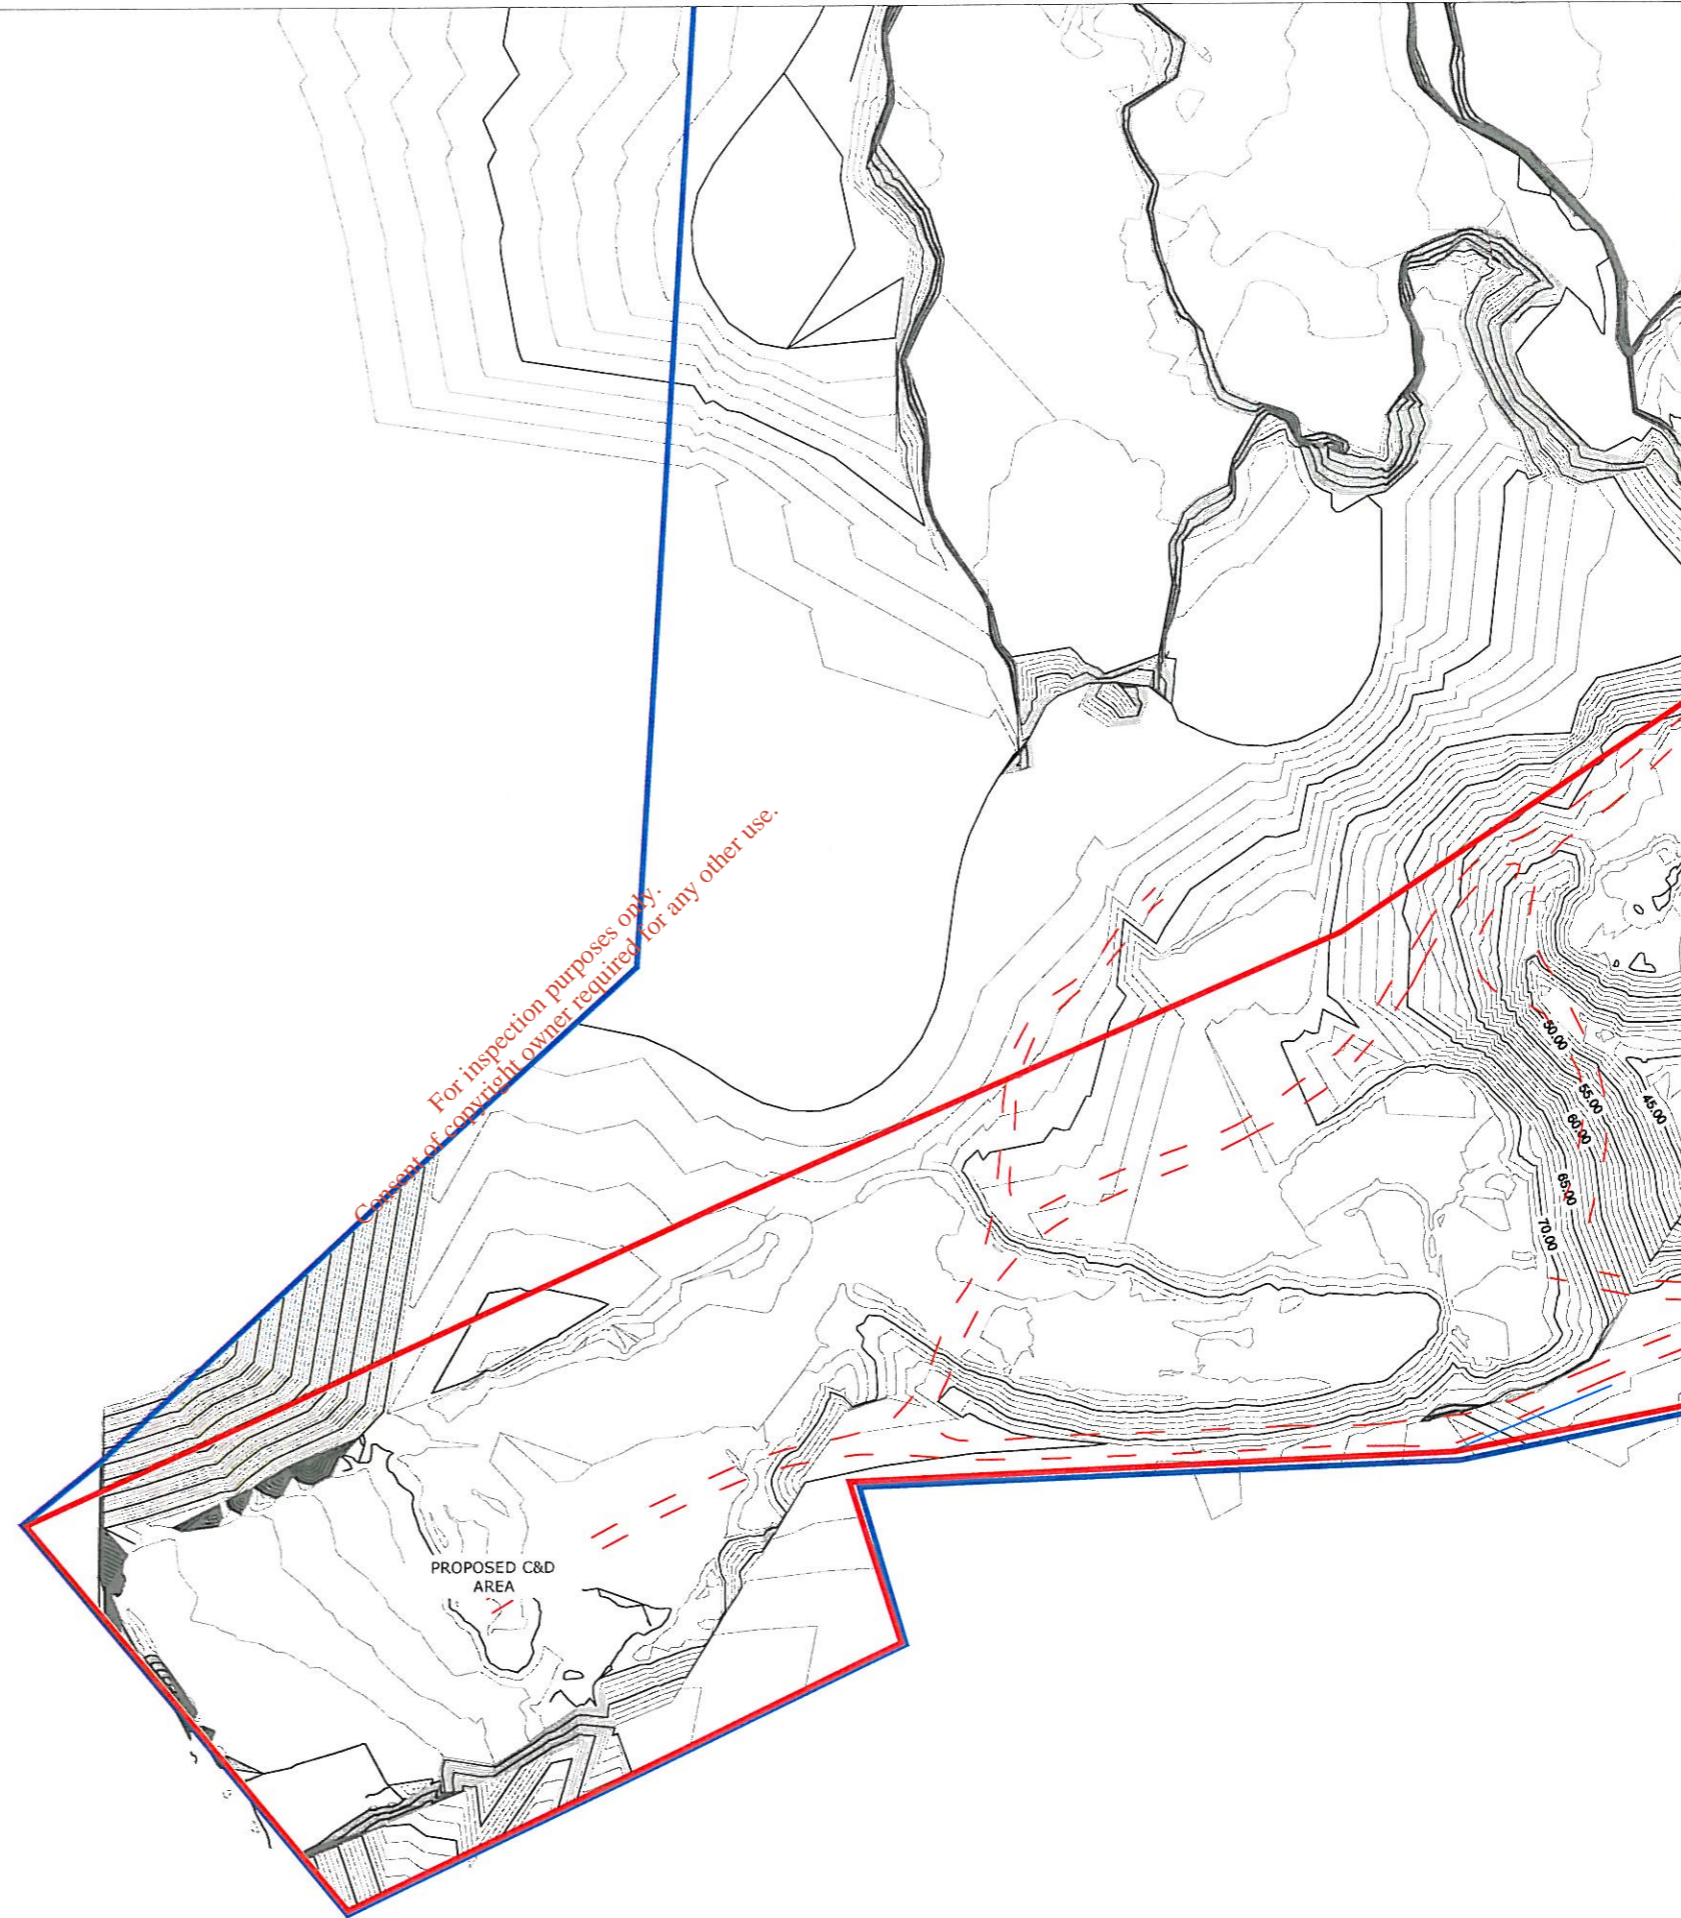 For inspection purposes only.
Consent of copyright owner required for any other use.
50.00
55.00
45.00
60.00
65.00
70.00
PROPOSED C&D
AREA